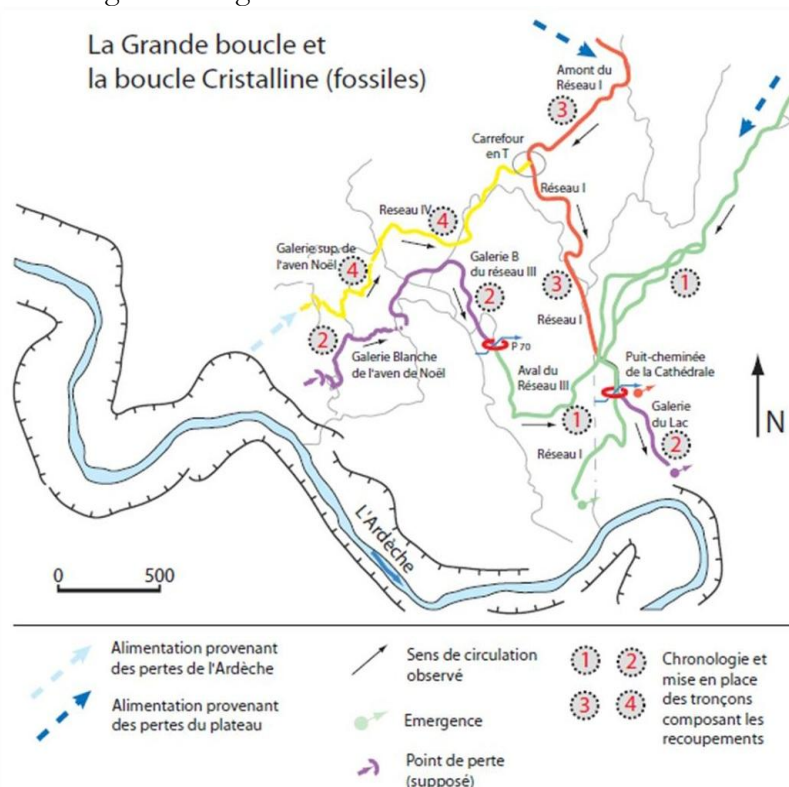 La Grande boucle et
la boucle Cristalline (fossiles)
Amont du
Réseau I
3
Carrefour
en T
Réseau I
Reseau IV
4
Galerie sup. de
l'aven Noël
4
Galerie B
du réseau III
2
3
1
2
Réseau I
P 70
Galerie Blanche
de l'aven de Noël
Aval du
Réseau III
Puit-cheminée
de la Cathédrale
1
Galerie
du Lac
2
N
Réseau I
L'Ardèche
0 500
Alimentation provenant
des pertes de l'Ardèche
Alimentation provenant
des pertes du plateau
Sens de circulation
observé
Emergence
Point de perte
(supposé)
1 2
3 4
Chronologie et
mise en place
des tronçons
composant les
recoupements